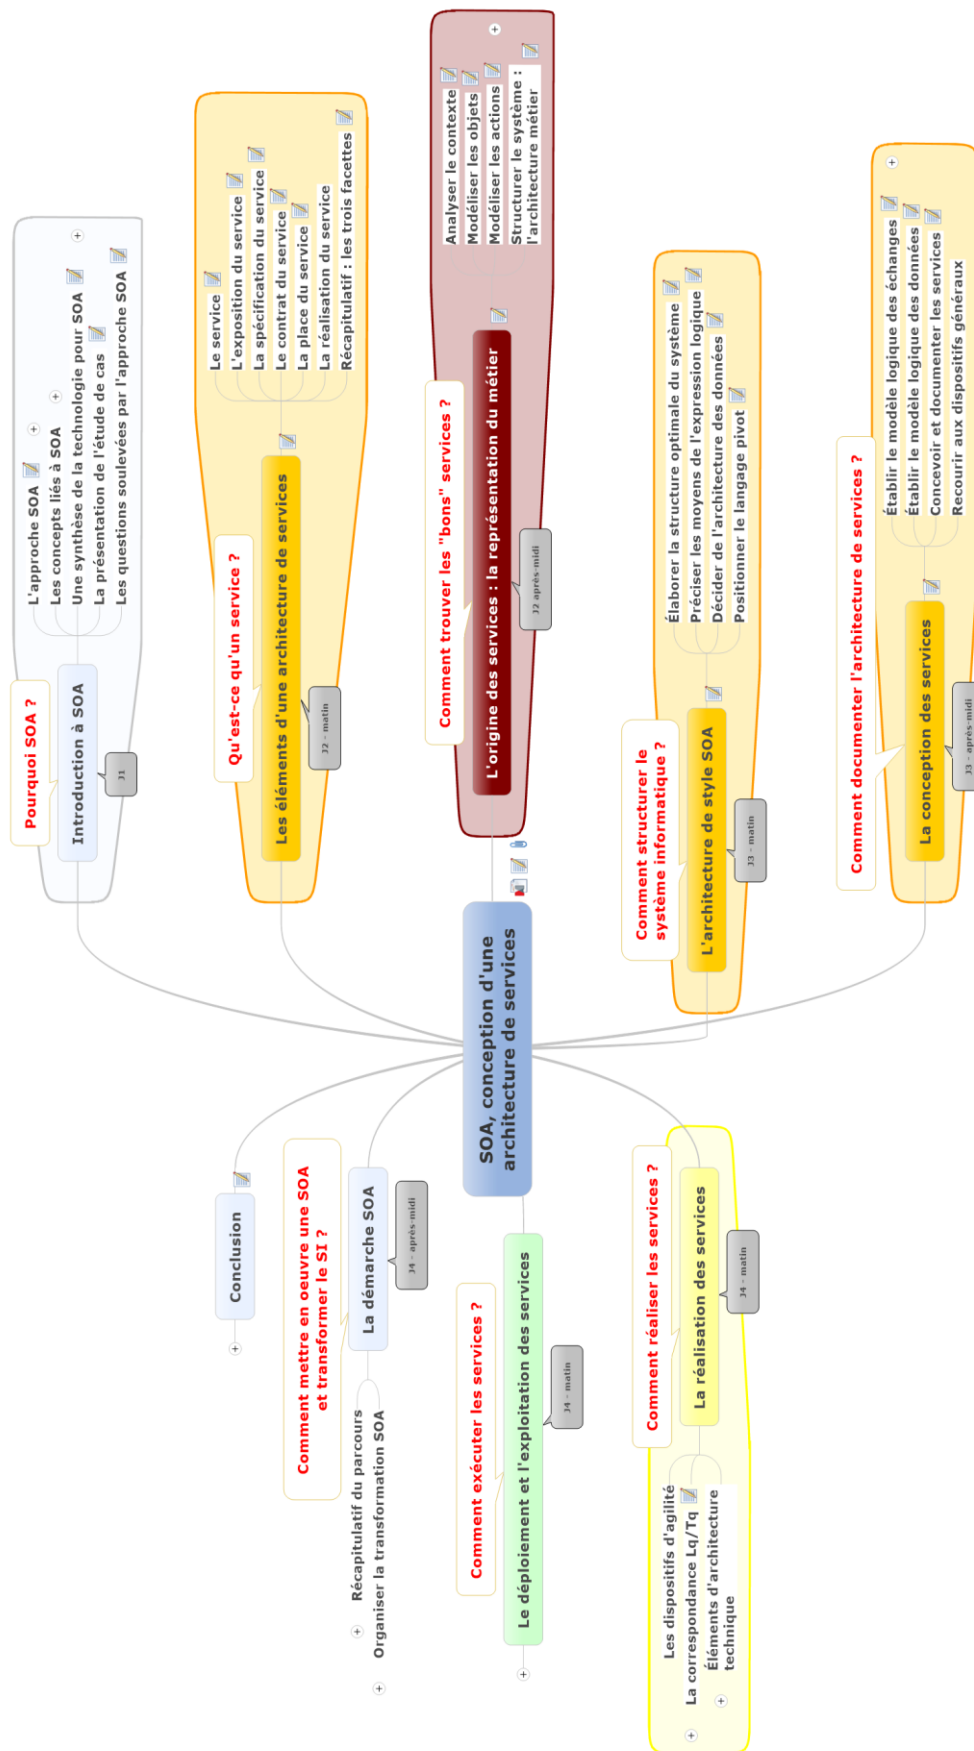 SOA, conception d'une
architecture de services
Pourquoi SOA ?
Introduction à SOA
J1
L'approche SOA
Les concepts liés à SOA
Une synthèse de la technologie pour SOA
La présentation de l'étude de cas
Les questions soulevées par l'approche SOA
Qu'est-ce qu'un service ?
Les éléments d'une architecture de services
J2 - matin
Le service
L'exposition du service
La spécification du service
Le contrat du service
La place du service
La réalisation du service
Récapitulatif : les trois facettes
Comment trouver les "bons" services ?
L'origine des services : la représentation du métier
J2 après-midi
Analyser le contexte
Modéliser les objets
Modéliser les actions
Structurer le système :
l'architecture métier
Comment structurer le
système informatique ?
L'architecture de style SOA
J3 - matin
Élaborer la structure optimale du système
Préciser les moyens de l'expression logique
Décider de l'architecture des données
Positionner le langage pivot
Comment documenter l'architecture de services ?
La conception des services
J3 - après-midi
Établir le modèle logique des échanges
Établir le modèle logique des données
Concevoir et documenter les services
Recourir aux dispositifs généraux
Comment réaliser les services ?
La réalisation des services
J4 - matin
Les dispositifs d'agilité
La correspondance Lq/Tq
Éléments d'architecture
technique
Comment exécuter les services ?
Le déploiement et l'exploitation des services
J4 - matin
Comment mettre en oeuvre une SOA
et transformer le SI ?
La démarche SOA
J4 - après-midi
Récapitulatif du parcours
Organiser la transformation SOA
Conclusion